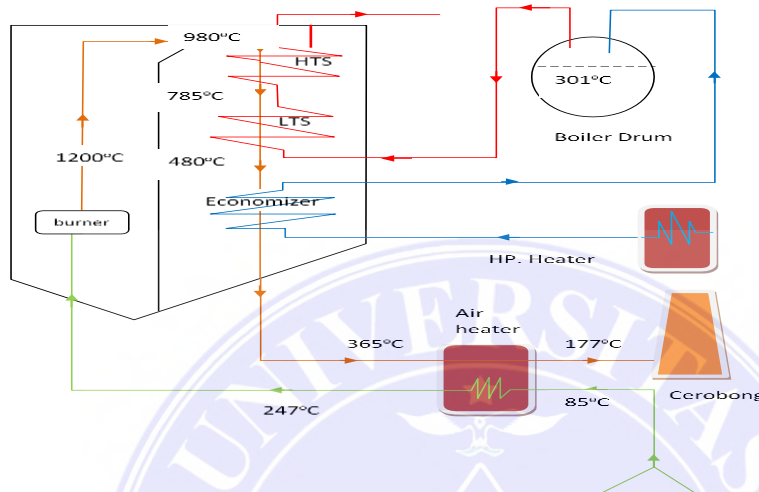 980°C
HTS
785°C
LTS
301°C
Boiler Drum
1200°C
480°C
Economizer
burner
HP. Heater
Air
heater
365°C
177°C
247°C
85°C
Cerobong
UNIVERSITAS